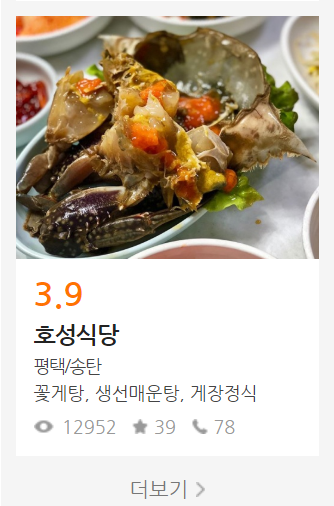 3.9
호성식당
평택/송탄
꽃게탕, 생선매운탕, 게장정식
12952 39 78
더보기 >